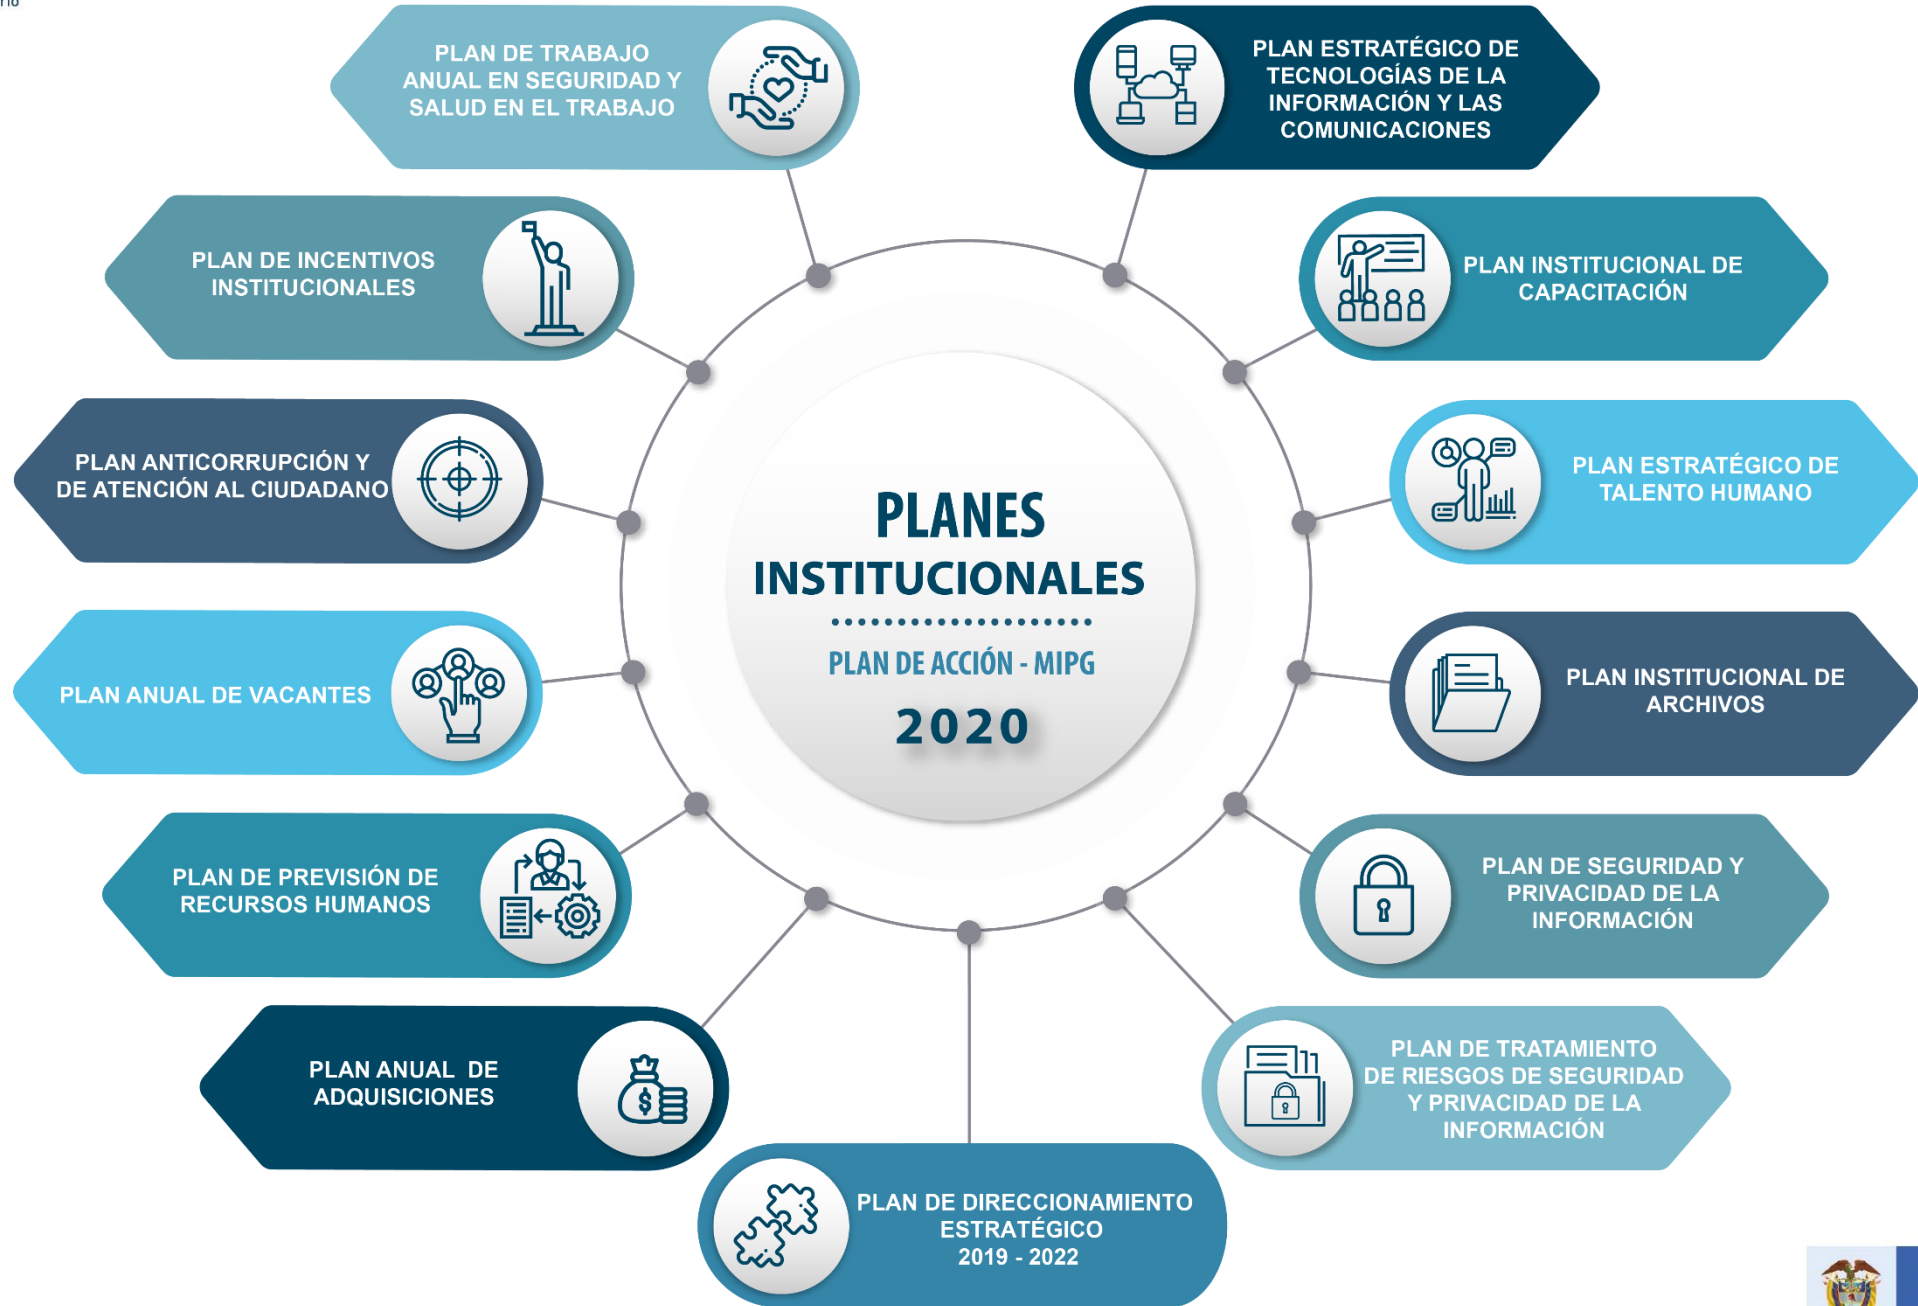 PLAN DE TRABAJO
ANUAL EN SEGURIDAD Y
SALUD EN EL TRABAJO
PLAN ESTRATÉGICO DE
TECNOLOGÍAS DE LA
INFORMACIÓN Y LAS
COMUNICACIONES
PLAN DE INCENTIVOS
INSTITUCIONALES
PLAN INSTITUCIONAL DE
CAPACITACIÓN
PLAN ANTICORRUPCIÓN Y
DE ATENCIÓN AL CIUDADANO
PLAN ESTRATÉGICO DE
TALENTO HUMANO
PLANES
INSTITUCIONALES
PLAN DE ACCIÓN - MIPG
2020
PLAN ANUAL DE VACANTES
PLAN INSTITUCIONAL DE
ARCHIVOS
PLAN DE PREVISIÓN DE
RECURSOS HUMANOS
PLAN DE SEGURIDAD Y
PRIVACIDAD DE LA
INFORMACIÓN
PLAN ANUAL DE
ADQUISICIONES
PLAN DE TRATAMIENTO
DE RIESGOS DE SEGURIDAD
Y PRIVACIDAD DE LA
INFORMACIÓN
PLAN DE DIRECCIONAMIENTO
ESTRATÉGICO
2019 - 2022